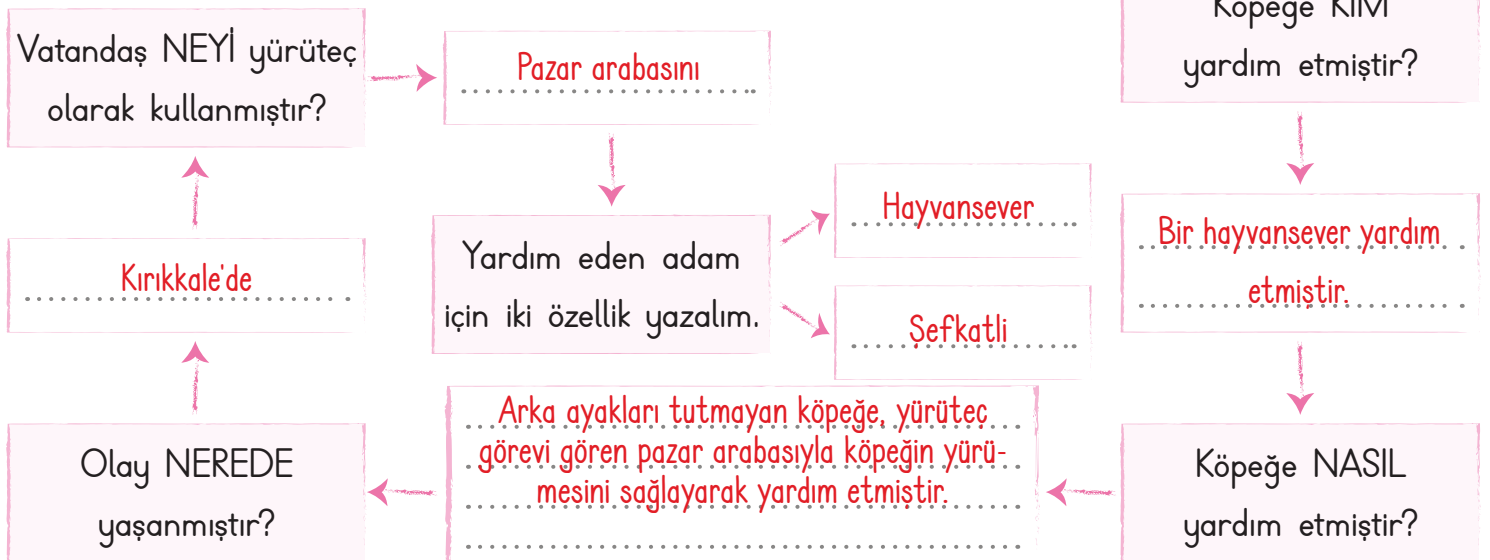 Köpeğe KİM
yardım etmiştir?
Bir hayvansever yardım
etmiştir.
Köpeğe NASIL
yardım etmiştir?
Arka ayakları tutmayan köpeğe, yürüteç
görevi gören pazar arabasıyla köpeğin yürü-
mesini sağlayarak yardım etmiştir.
Olay NEREDE
yaşanmıştır?
Kırıkkale'de
Vatandaş NEYİ yürüteç
olarak kullanmıştır?
Pazar arabasını
Yardım eden adam
için iki özellik yazalım.
Hayvansever
Şefkatli